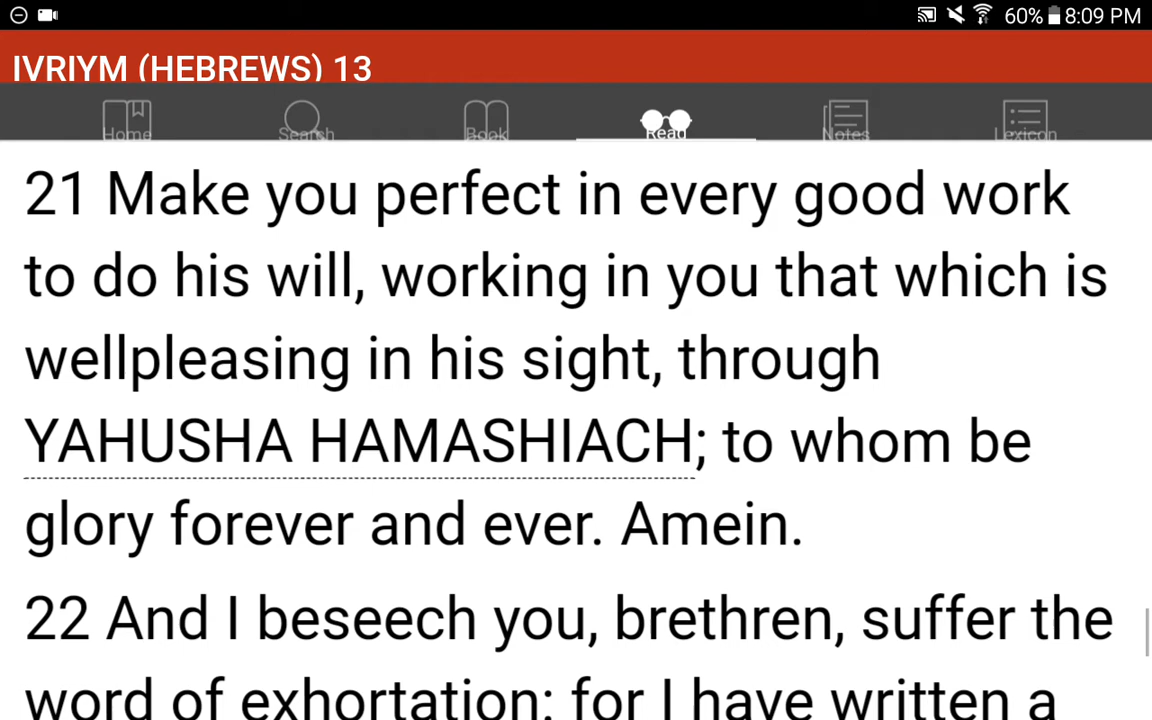 60% 8:09 PM
IVRIYM (HEBREWS) 13
Home Search Book Read Notes Lexicon
21 Make you perfect in every good work
to do his will, working in you that which is
wellpleasing in his sight, through
YAHUSHA HAMASHIACH; to whom be
glory forever and ever. Amein.
22 And I beseech you, brethren, suffer the
word of exhortation: for I have written a